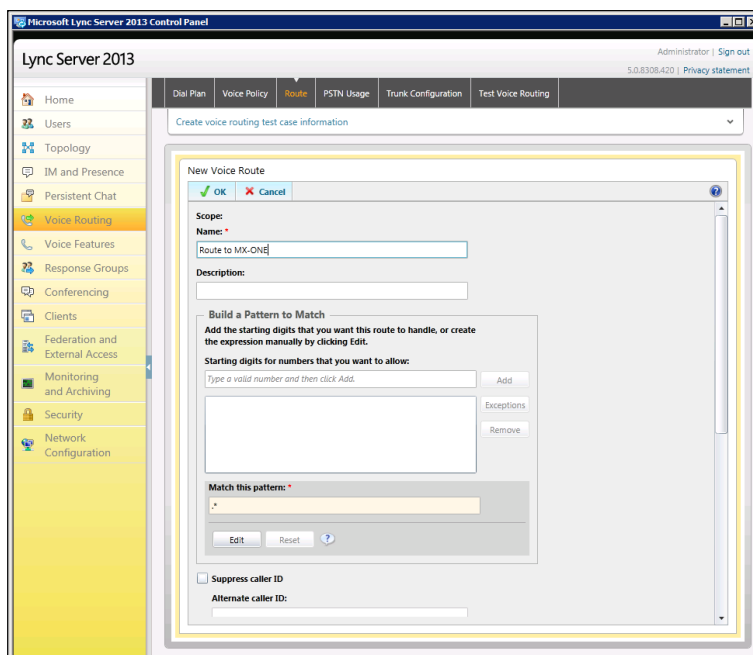 Microsoft Lync Server 2013 Control Panel
Lync Server 2013
Administrator | Sign out
5.0.8308.420 | Privacy statement
Home
Users
Topology
IM and Presence
Persistent Chat
Voice Routing
Voice Features
Response Groups
Conferencing
Clients
Federation and
External Access
Monitoring
and Archiving
Security
Network
Configuration
Dial Plan Voice Policy Route PSTN Usage Trunk Configuration Test Voice Routing
Create voice routing test case information
New Voice Route
OK Cancel
Scope:
Name: *
Route to MX-ONE
Description:
Build a Pattern to Match
Add the starting digits that you want this route to handle, or create
the expression manually by clicking Edit.
Starting digits for numbers that you want to allow:
Type a valid number and then click Add. Add
Exceptions
Remove
Match this pattern: *
.*
Edit Reset ?
Suppress caller ID
Alternate caller ID: